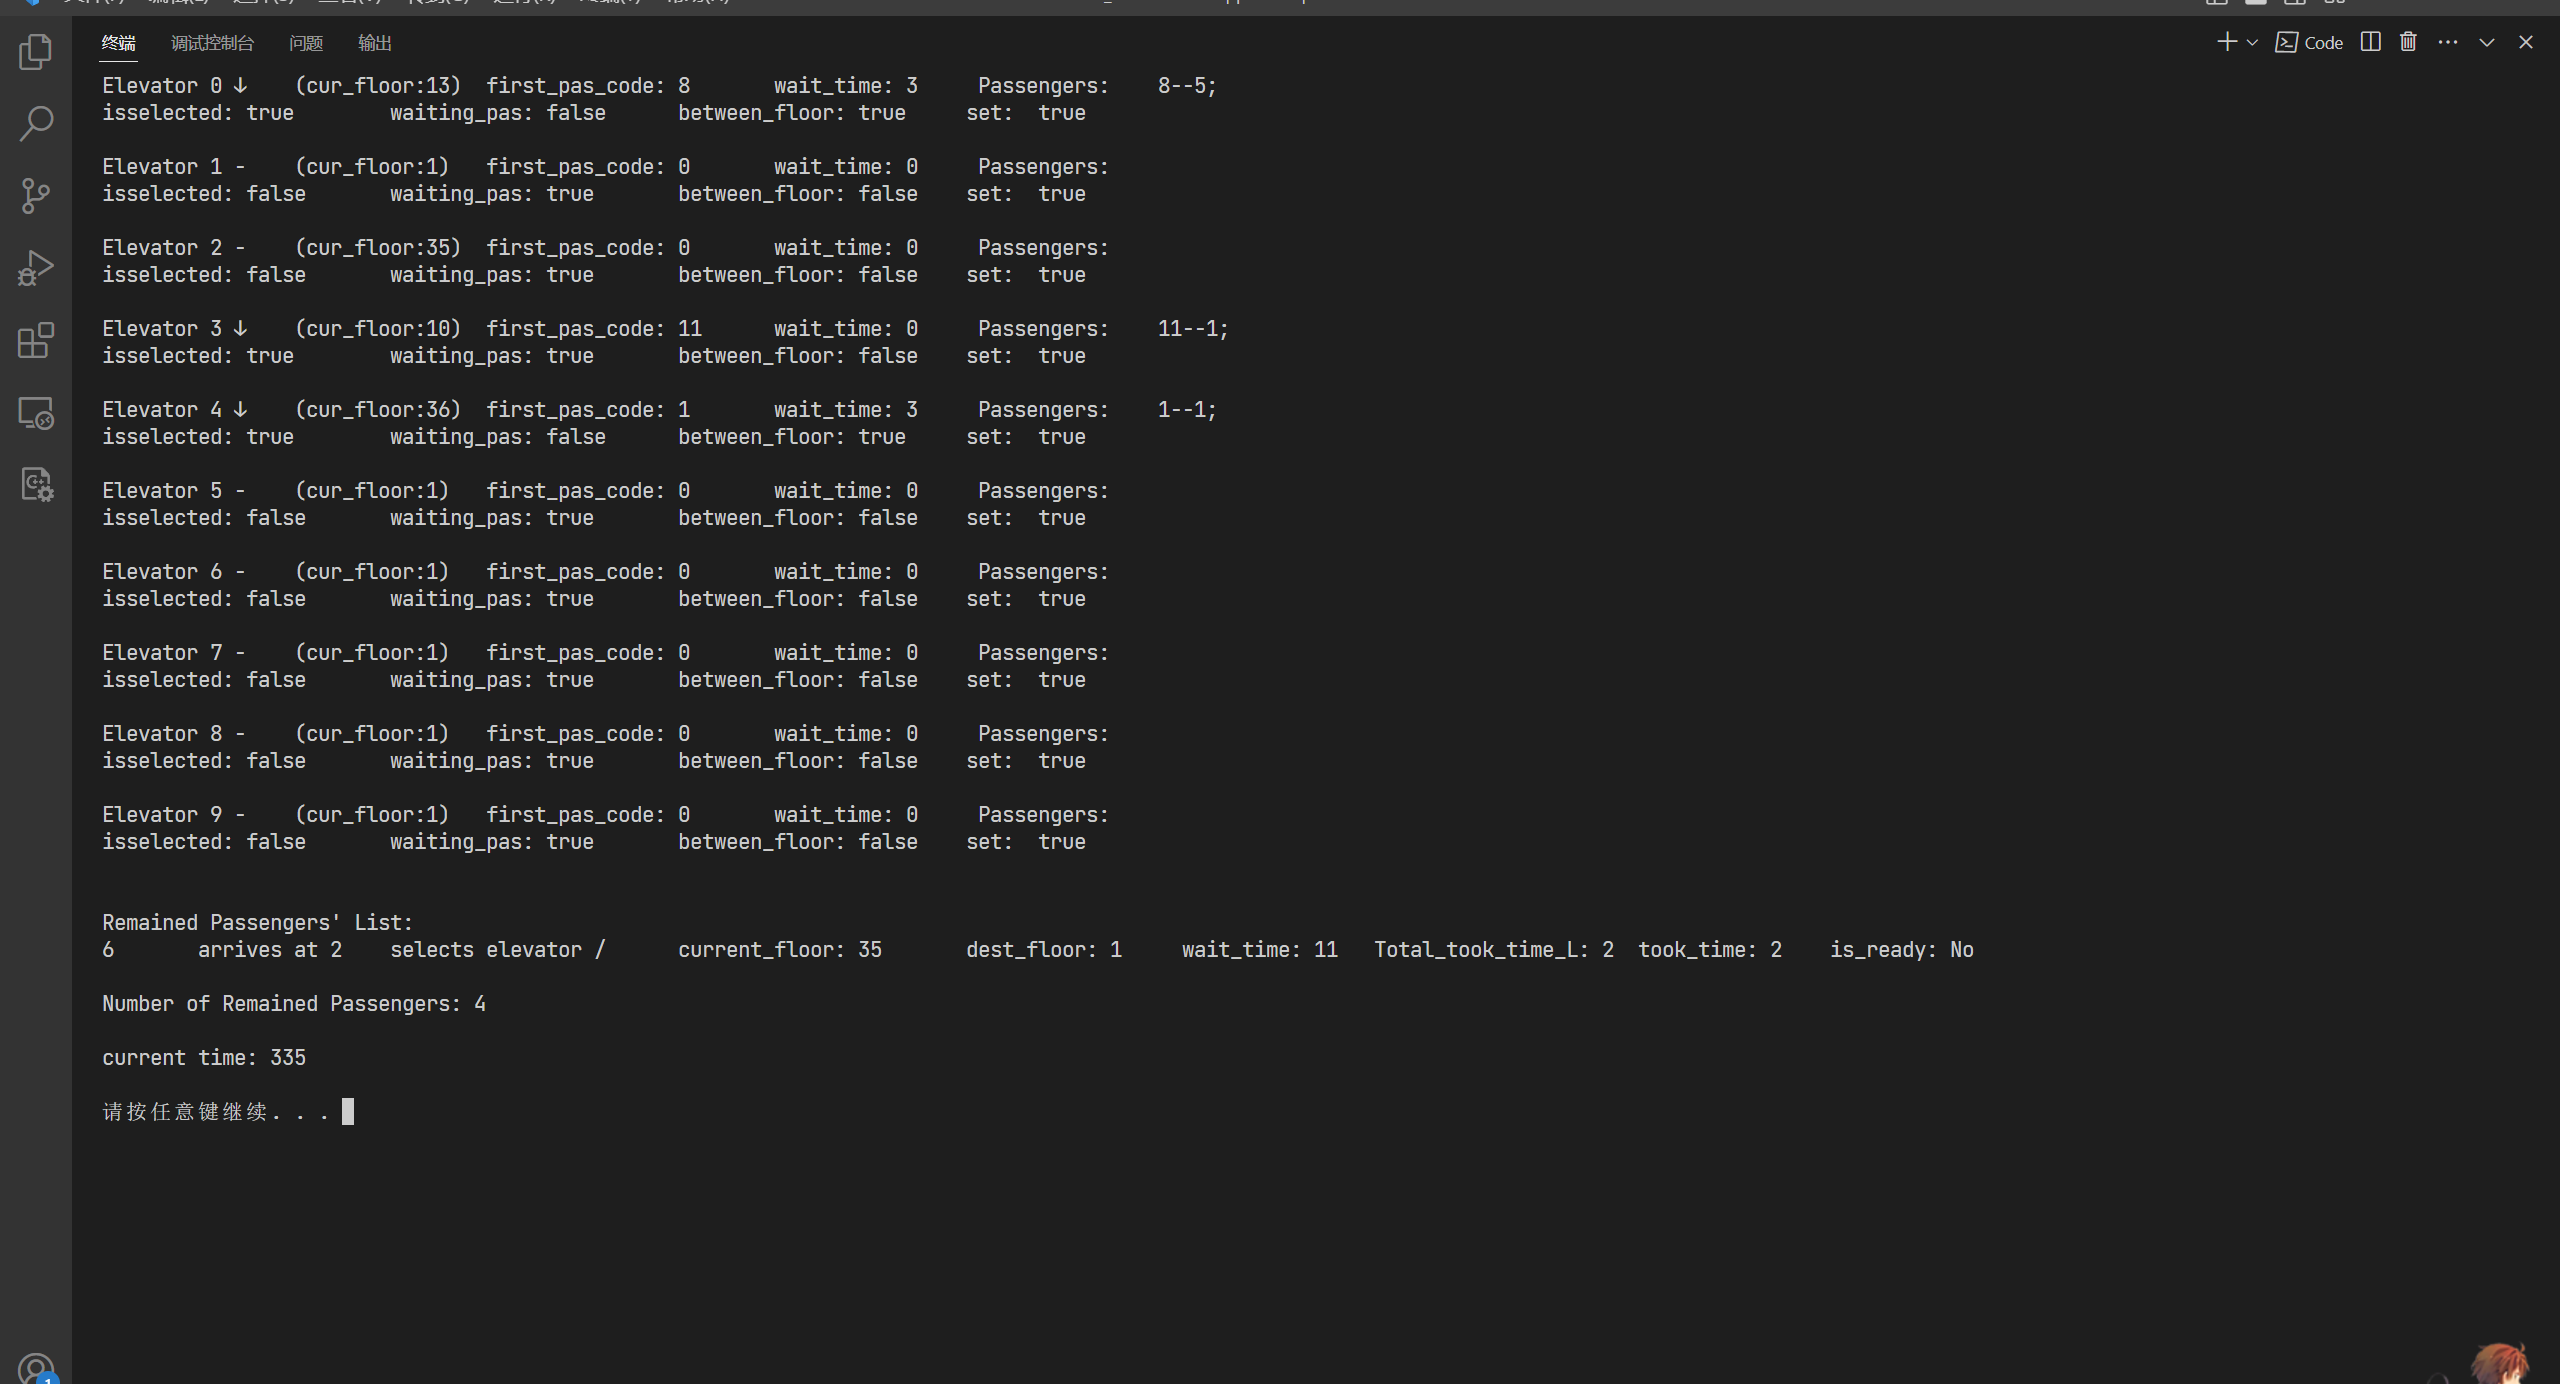 终端 调试控制台 问题 输出 Code
Elevator 0 ↓ (cur_floor:13) first_pas_code: 8 wait_time: 3 Passengers: 8--5;
isselected: true waiting_pas: false between_floor: true set: true
Elevator 1 - (cur_floor:1) first_pas_code: 0 wait_time: 0 Passengers:
isselected: false waiting_pas: true between_floor: false set: true
Elevator 2 - (cur_floor:35) first_pas_code: 0 wait_time: 0 Passengers:
isselected: false waiting_pas: true between_floor: false set: true
Elevator 3 ↓ (cur_floor:10) first_pas_code: 11 wait_time: 0 Passengers: 11--1;
isselected: true waiting_pas: true between_floor: false set: true
Elevator 4 ↓ (cur_floor:36) first_pas_code: 1 wait_time: 3 Passengers: 1--1;
isselected: true waiting_pas: false between_floor: true set: true
Elevator 5 - (cur_floor:1) first_pas_code: 0 wait_time: 0 Passengers:
isselected: false waiting_pas: true between_floor: false set: true
Elevator 6 - (cur_floor:1) first_pas_code: 0 wait_time: 0 Passengers:
isselected: false waiting_pas: true between_floor: false set: true
Elevator 7 - (cur_floor:1) first_pas_code: 0 wait_time: 0 Passengers:
isselected: false waiting_pas: true between_floor: false set: true
Elevator 8 - (cur_floor:1) first_pas_code: 0 wait_time: 0 Passengers:
isselected: false waiting_pas: true between_floor: false set: true
Elevator 9 - (cur_floor:1) first_pas_code: 0 wait_time: 0 Passengers:
isselected: false waiting_pas: true between_floor: false set: true
Remained Passengers' List:
6 arrives at 2 selects elevator / current_floor: 35 dest_floor: 1 wait_time: 11 Total_took_time_L: 2 took_time: 2 is_ready: No
Number of Remained Passengers: 4
current time: 335
请按任意键继续. . .